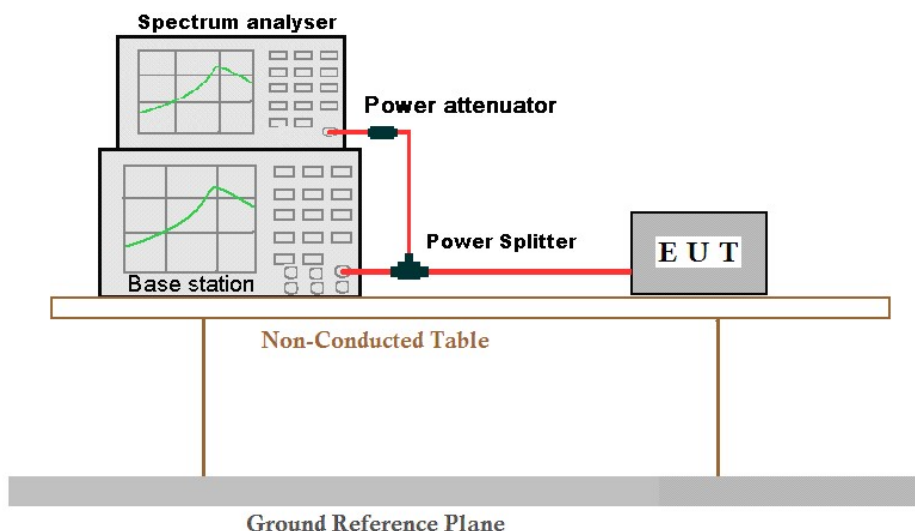 Spectrum analyser
Power attenuator
Power Splitter
E U T
Base station
Non-Conducted Table
Ground Reference Plane